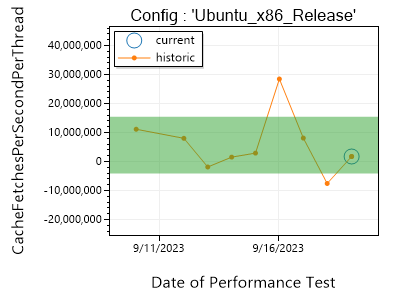 Config : 'Ubuntu_x86_Release'
current
historic
CacheFetchesPerSecondPerThread
40,000,000
30,000,000
20,000,000
10,000,000
0
-10,000,000
-20,000,000
9/11/2023
9/16/2023
Date of Performance Test